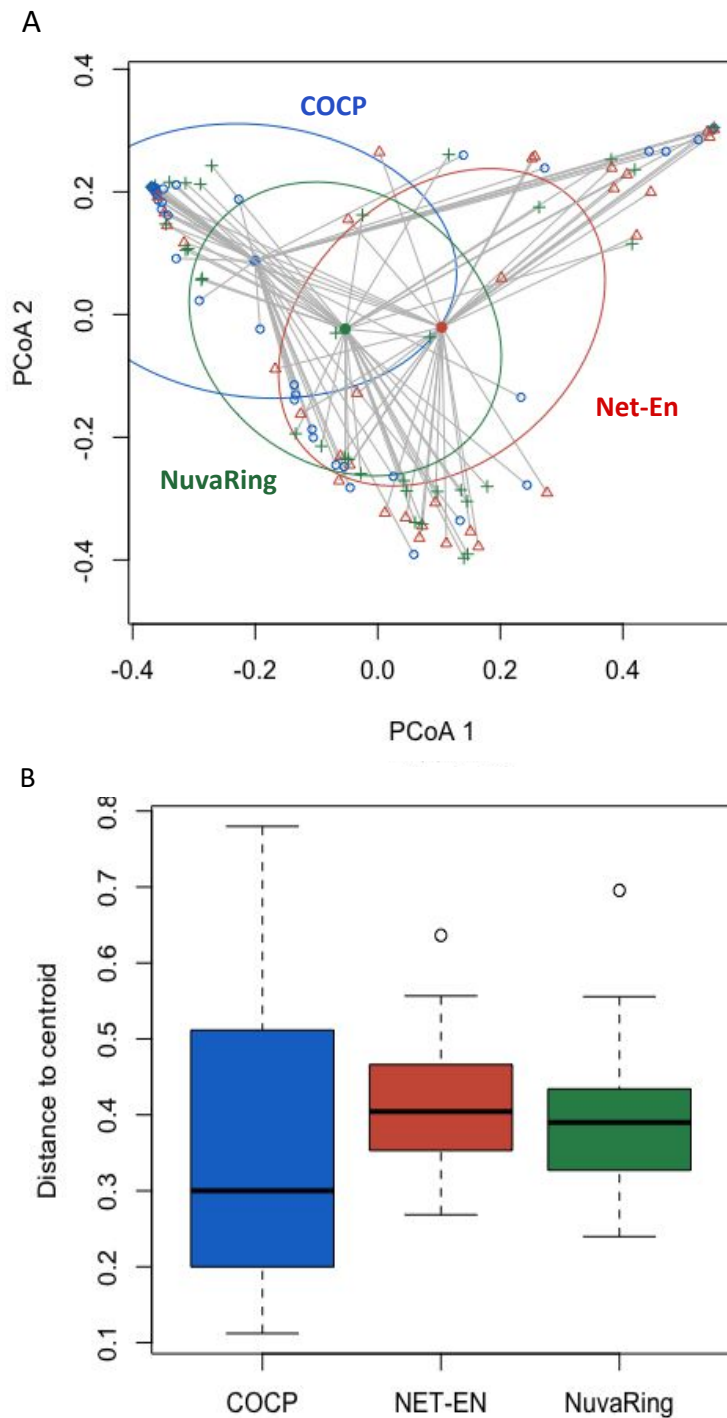 A
COCP
Net-En
NuvaRing
PCoA 2
0.4
0.2
0.0
-0.2
-0.4
-0.4 -0.2 0.0 0.2 0.4
PCoA 1
B
Distance to centroid
0.8
0.7
0.6
0.5
0.4
0.3
0.2
0.1
COCP NET-EN NuvaRing